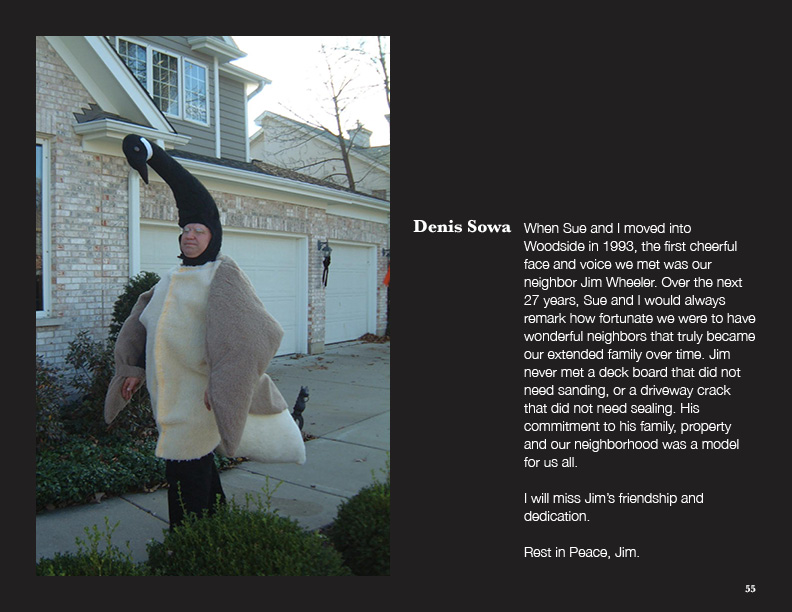 Denis Sowa
When Sue and I moved into
Woodside in 1993, the first cheerful
face and voice we met was our
neighbor Jim Wheeler. Over the next
27 years, Sue and I would always
remark how fortunate we were to have
wonderful neighbors that truly became
our extended family over time. Jim
never met a deck board that did not
need sanding, or a driveway crack
that did not need sealing. His
commitment to his family, property
and our neighborhood was a model
for us all.
I will miss Jim’s friendship and
dedication.
Rest in Peace, Jim.
55